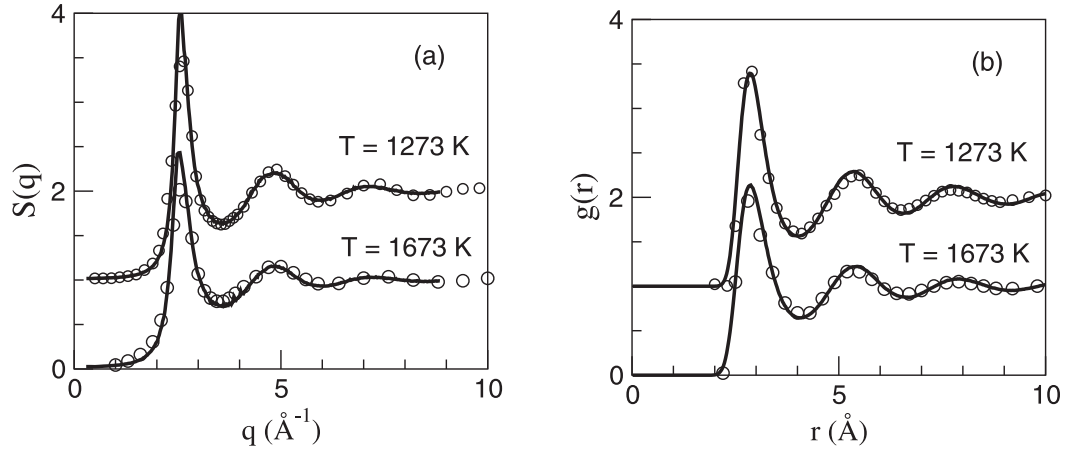 4
(a)
T = 1273 K
2
S(q)
T = 1673 K
0
0
5
10
q (Å⁻¹)
4
(b)
T = 1273 K
2
g(r)
T = 1673 K
0
0
5
10
r (Å)